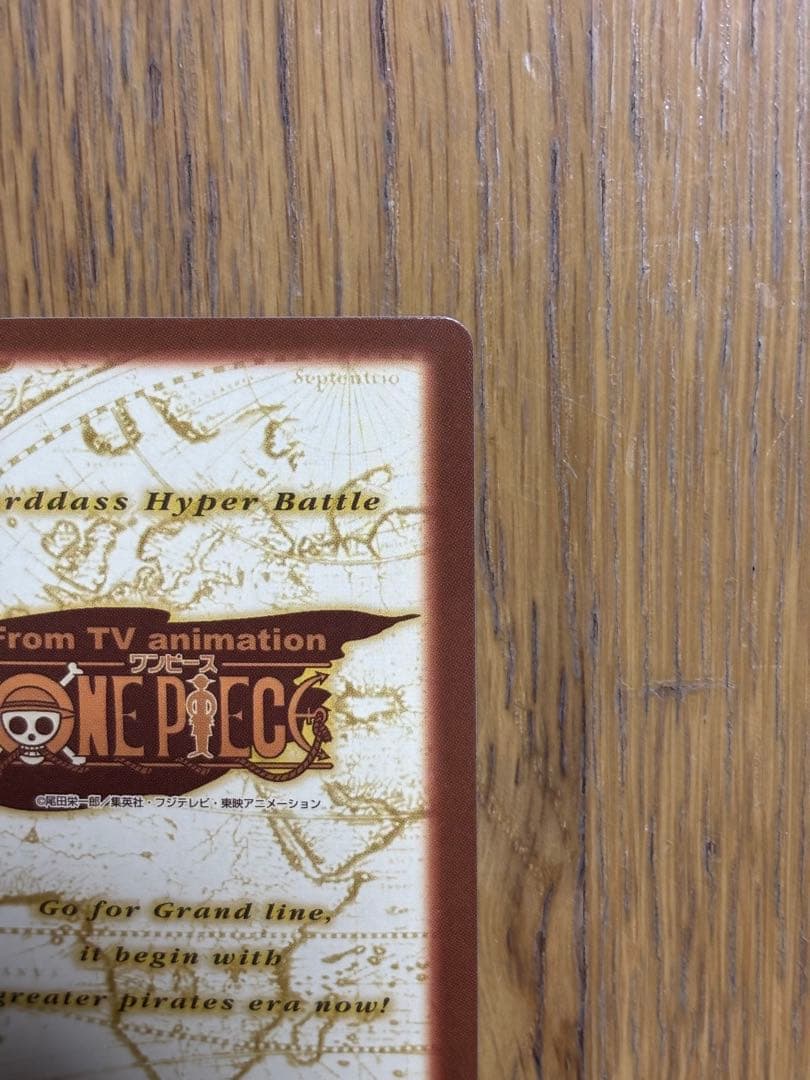 Septentrio
rddass Hyper Battle
From TV animation
ワンピース
ONE PIECE
©尾田栄一郎／集英社・フジテレビ・東映アニメーション
Go for Grand line,
it begin with
greater pirates era now!